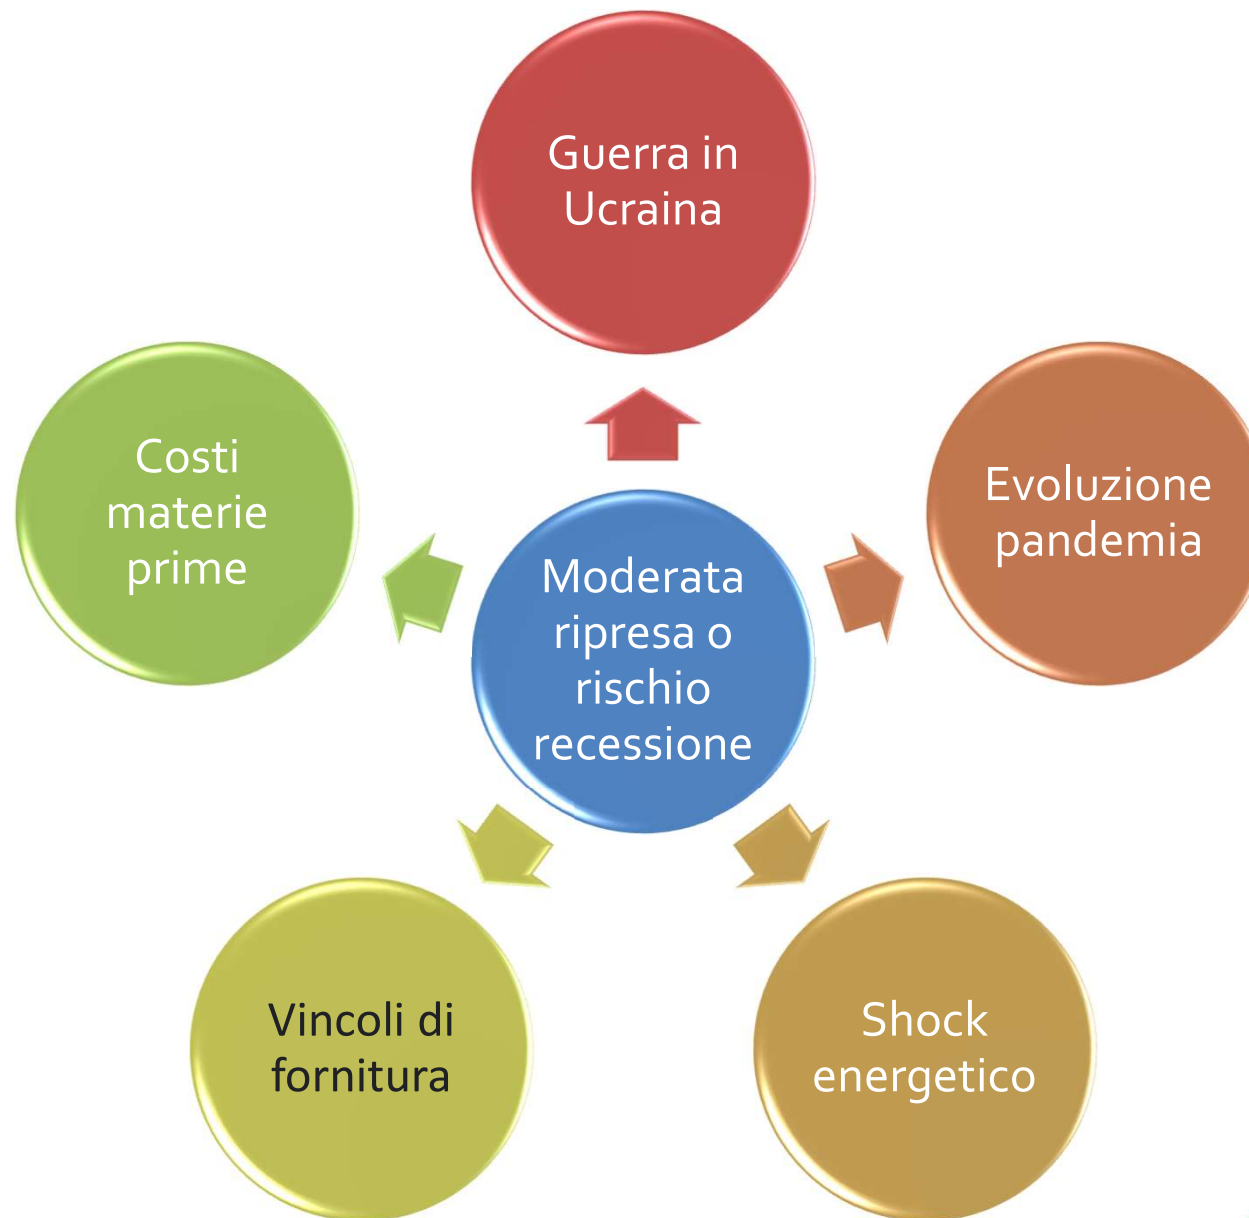 Guerra in
Ucraina
Evoluzione
pandemia
Shock
energetico
Vincoli di
fornitura
Costi
materie
prime
Moderata
ripresa o
rischio
recessione